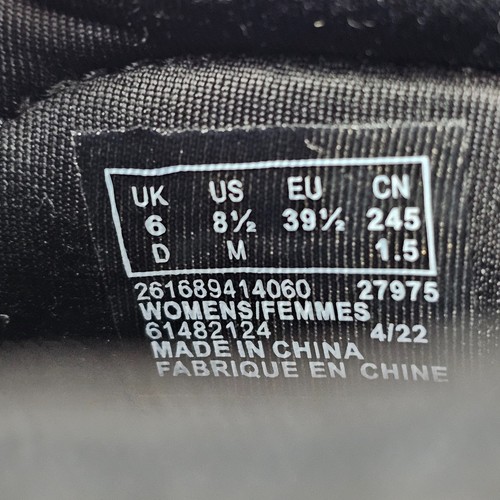 UK US EU CN
6 8½ 39½ 245
D M 1.5
261689414060 27975
WOMENS/FEMMES
61482124 4/22
MADE IN CHINA
FABRIQUE EN CHINE